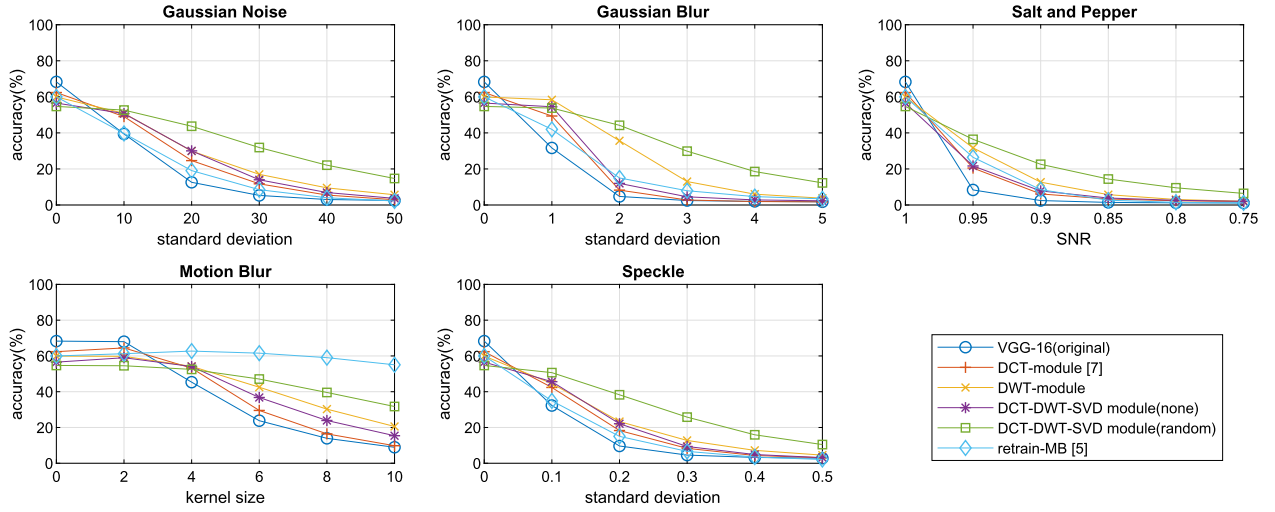 Gaussian Noise
100
80
60
40
20
0
accuracy(%)
0 10 20 30 40 50
standard deviation
Gaussian Blur
100
80
60
40
20
0
accuracy(%)
0 1 2 3 4 5
standard deviation
Salt and Pepper
100
80
60
40
20
0
accuracy(%)
1 0.95 0.9 0.85 0.8 0.75
SNR
Motion Blur
100
80
60
40
20
0
accuracy(%)
0 2 4 6 8 10
kernel size
Speckle
100
80
60
40
20
0
accuracy(%)
0 0.1 0.2 0.3 0.4 0.5
standard deviation
VGG-16(original)
DCT-module [7]
DWT-module
DCT-DWT-SVD module(none)
DCT-DWT-SVD module(random)
retrain-MB [5]